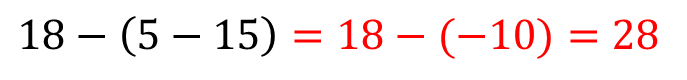 18 − (5 − 15) = 18 − (−10) = 28